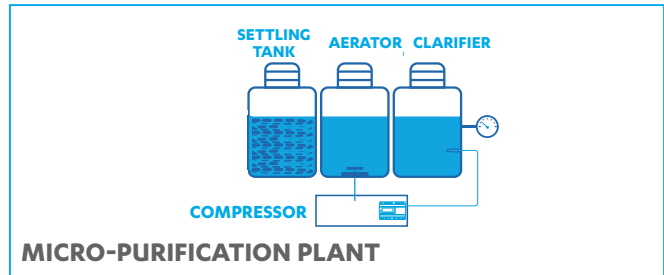 SETTLING
TANK
AERATOR
CLARIFIER
COMPRESSOR
MICRO-PURIFICATION PLANT